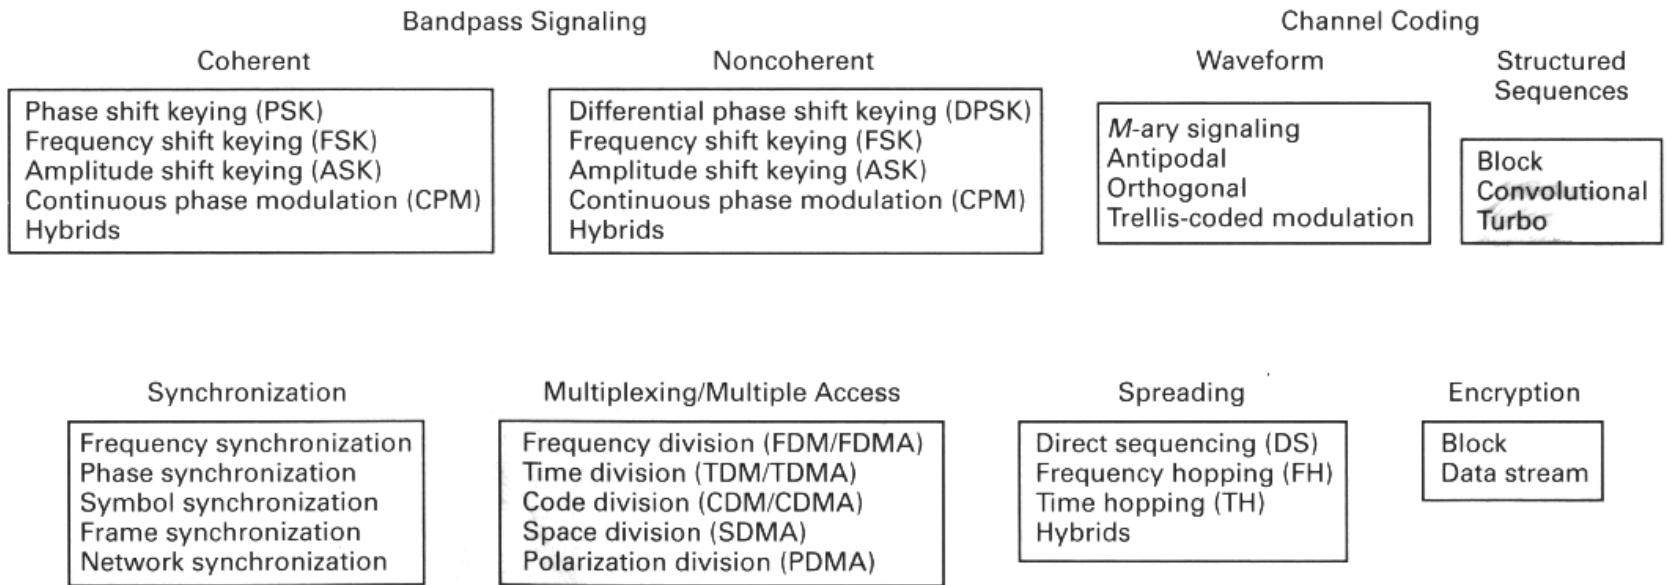 Bandpass Signaling
Coherent
Phase shift keying (PSK)
Frequency shift keying (FSK)
Amplitude shift keying (ASK)
Continuous phase modulation (CPM)
Hybrids
Noncoherent
Differential phase shift keying (DPSK)
Frequency shift keying (FSK)
Amplitude shift keying (ASK)
Continuous phase modulation (CPM)
Hybrids
Channel Coding
Waveform
M-ary signaling
Antipodal
Orthogonal
Trellis-coded modulation
Structured
Sequences
Block
Convolutional
Turbo
Synchronization
Frequency synchronization
Phase synchronization
Symbol synchronization
Frame synchronization
Network synchronization
Multiplexing/Multiple Access
Frequency division (FDM/FDMA)
Time division (TDM/TDMA)
Code division (CDM/CDMA)
Space division (SDMA)
Polarization division (PDMA)
Spreading
Direct sequencing (DS)
Frequency hopping (FH)
Time hopping (TH)
Hybrids
Encryption
Block
Data stream